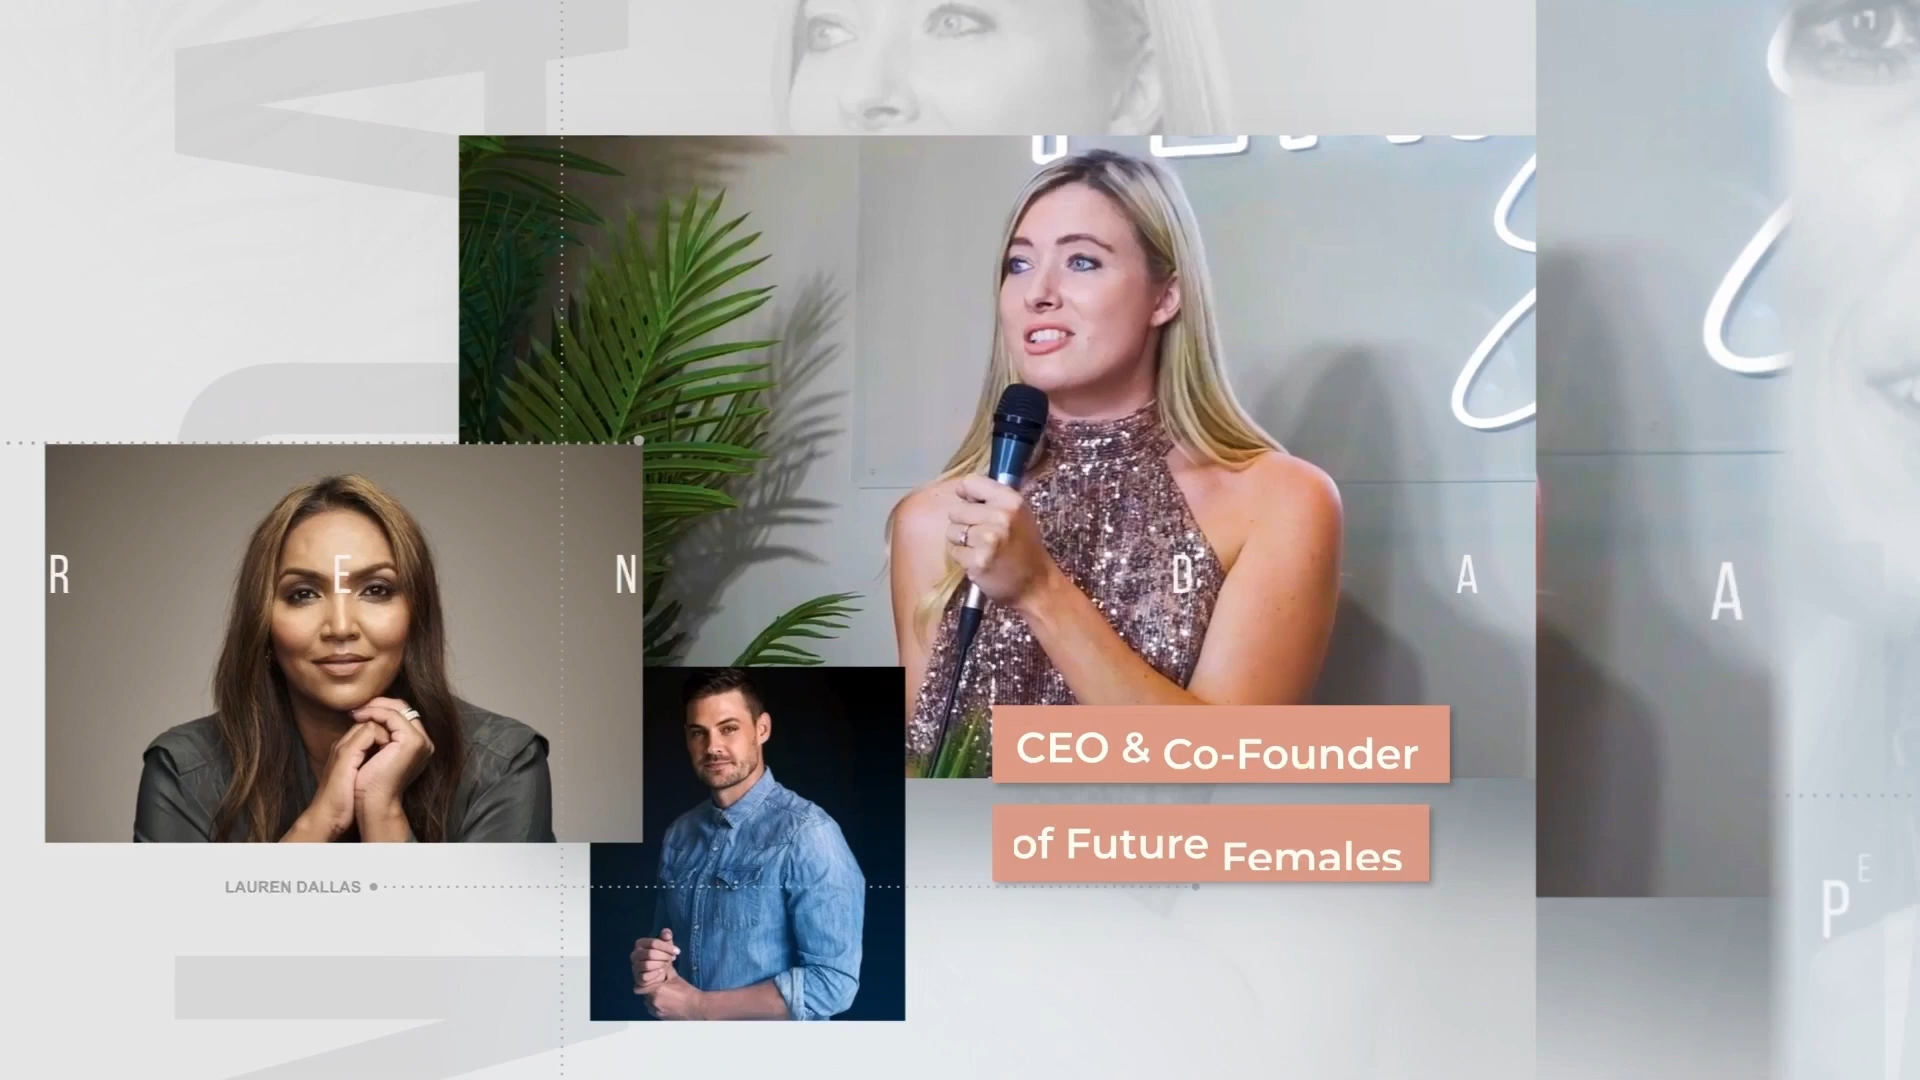 R E N D A A
CEO & Co-Founder
of Future Females
LAUREN DALLAS
P E